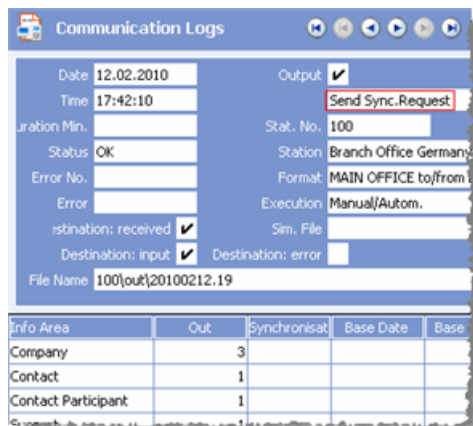 Communication Logs
Date 12.02.2010 Output
Time 17:42:10 Send Sync.Request
uration Min. Stat. No. 100
Status OK Station Branch Office Germany
Error No. Format MAIN OFFICE to/from
Error Execution Manual/Autom.
estination: received Sim. File
Destination: input Destination: error
File Name 100\out\20100212.19
Info Area Out Synchronisat Base Date Base
Company 3
Contact 1
Contact Participant 1